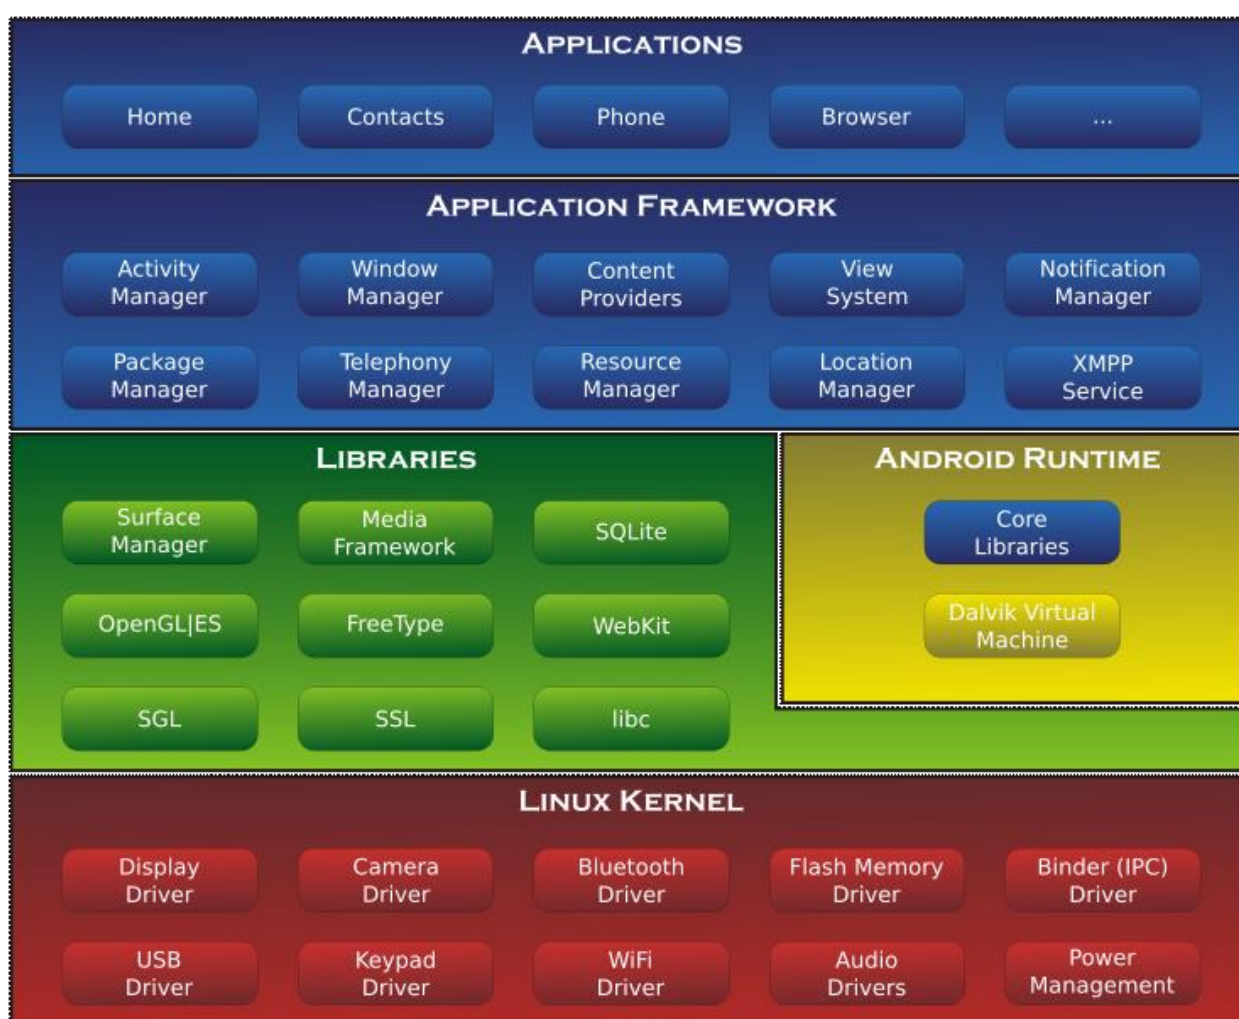 APPLICATIONS
Home
Contacts
Phone
Browser
...
APPLICATION FRAMEWORK
Activity
Manager
Window
Manager
Content
Providers
View
System
Notification
Manager
Package
Manager
Telephony
Manager
Resource
Manager
Location
Manager
XMPP
Service
LIBRARIES
Surface
Manager
Media
Framework
SQLite
OpenGL|ES
FreeType
WebKit
SGL
SSL
libc
ANDROID RUNTIME
Core
Libraries
Dalvik Virtual
Machine
LINUX KERNEL
Display
Driver
Camera
Driver
Bluetooth
Driver
Flash Memory
Driver
Binder (IPC)
Driver
USB
Driver
Keypad
Driver
WiFi
Driver
Audio
Drivers
Power
Management